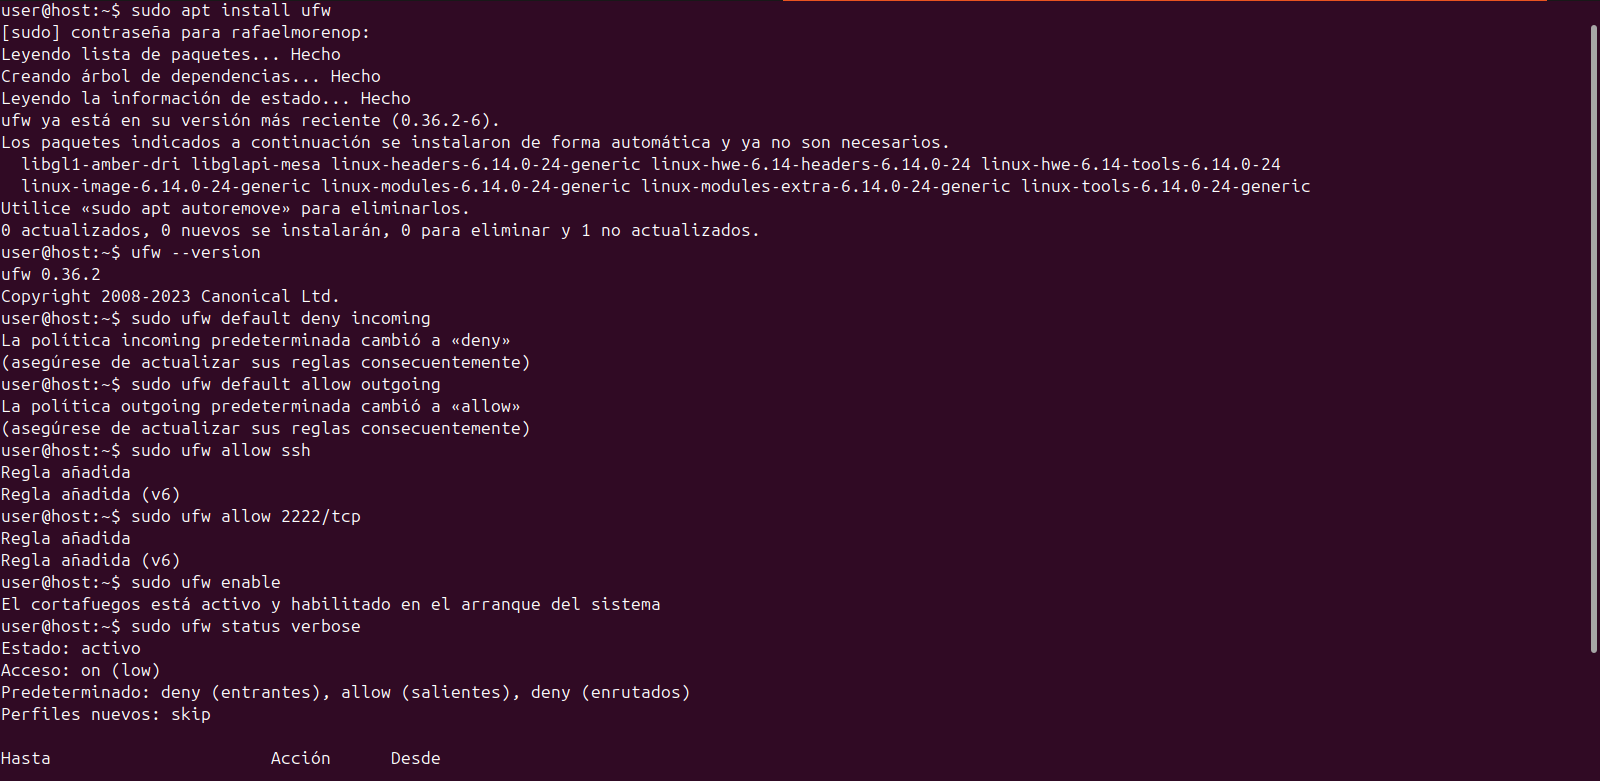 user@host:~$ sudo apt install ufw
[sudo] contraseña para rafaelmorenop:
Leyendo lista de paquetes... Hecho
Creando árbol de dependencias... Hecho
Leyendo la información de estado... Hecho
ufw ya está en su versión más reciente (0.36.2-6).
Los paquetes indicados a continuación se instalaron de forma automática y ya no son necesarios.
  libgl1-amber-dri libglapi-mesa linux-headers-6.14.0-24-generic linux-hwe-6.14-headers-6.14.0-24 linux-hwe-6.14-tools-6.14.0-24
  linux-image-6.14.0-24-generic linux-modules-6.14.0-24-generic linux-modules-extra-6.14.0-24-generic linux-tools-6.14.0-24-generic
Utilice «sudo apt autoremove» para eliminarlos.
0 actualizados, 0 nuevos se instalarán, 0 para eliminar y 1 no actualizados.
user@host:~$ ufw --version
ufw 0.36.2
Copyright 2008-2023 Canonical Ltd.
user@host:~$ sudo ufw default deny incoming
La política incoming predeterminada cambió a «deny»
(asegúrese de actualizar sus reglas consecuentemente)
user@host:~$ sudo ufw default allow outgoing
La política outgoing predeterminada cambió a «allow»
(asegúrese de actualizar sus reglas consecuentemente)
user@host:~$ sudo ufw allow ssh
Regla añadida
Regla añadida (v6)
user@host:~$ sudo ufw allow 2222/tcp
Regla añadida
Regla añadida (v6)
user@host:~$ sudo ufw enable
El cortafuegos está activo y habilitado en el arranque del sistema
user@host:~$ sudo ufw status verbose
Estado: activo
Acceso: on (low)
Predeterminado: deny (entrantes), allow (salientes), deny (enrutados)
Perfiles nuevos: skip
Hasta                      Acción      Desde